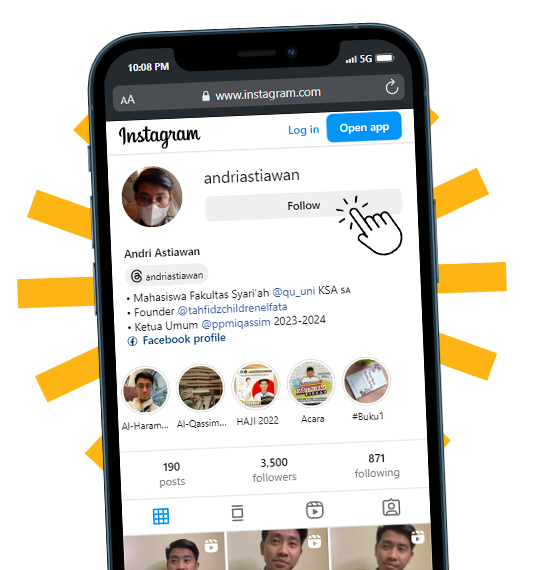 10:08 PM
5G
AA
www.instagram.com
Instagram
Log in
Open app
andriastiawan
Follow
Andri Astiawan
andriastiawan
• Mahasiswa Fakultas Syari'ah @qu_uni KSA SA
• Founder @tahfidzchildrenelfata
• Ketua Umum @ppmiqassim 2023-2024
Facebook profile
Al-Haram... Al-Qassim... HAJI 2022 Acara #Buku1
190 3,500 871
posts followers following